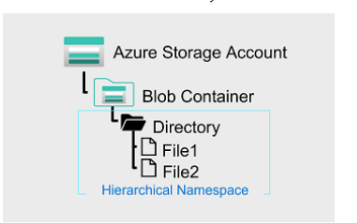 Azure Storage Account
Blob Container
Directory
File1
File2
Hierarchical Namespace